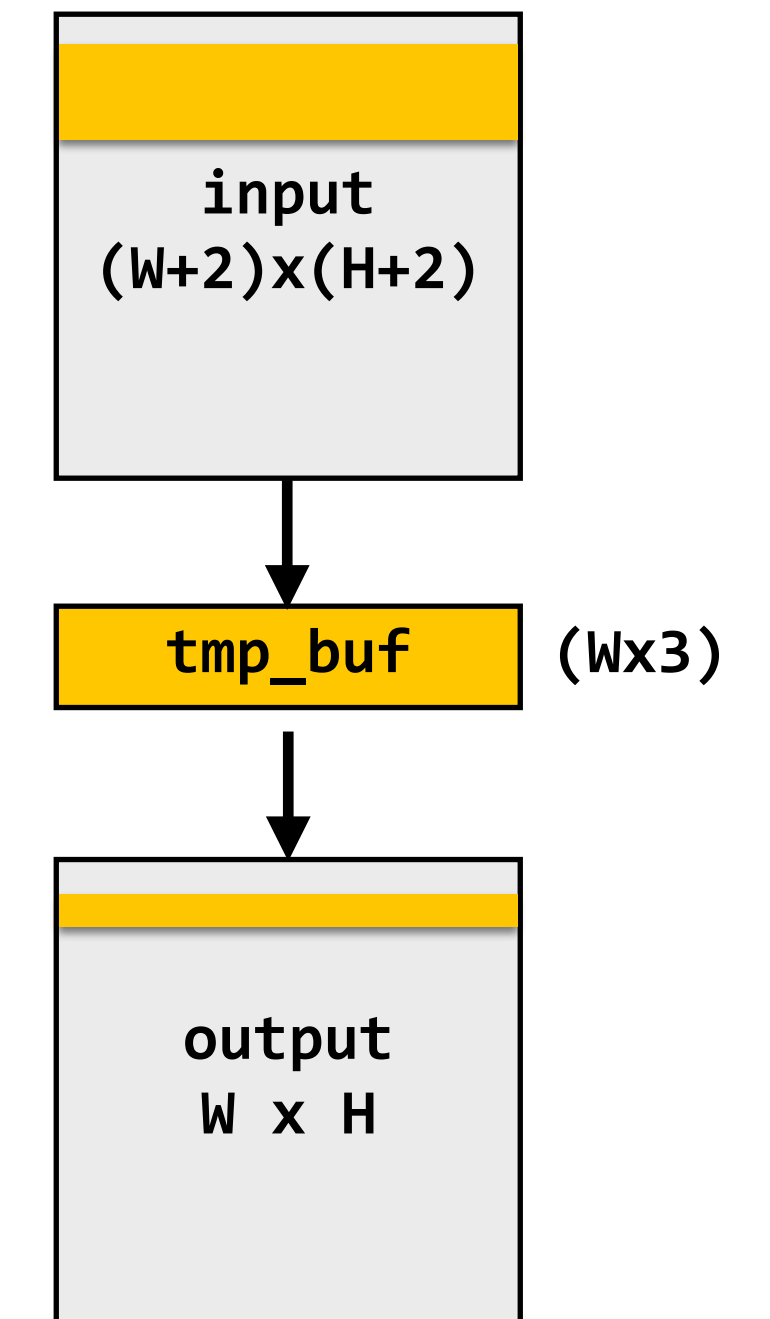 input
(W+2)x(H+2)
tmp_buf
(Wx3)
output
W x H